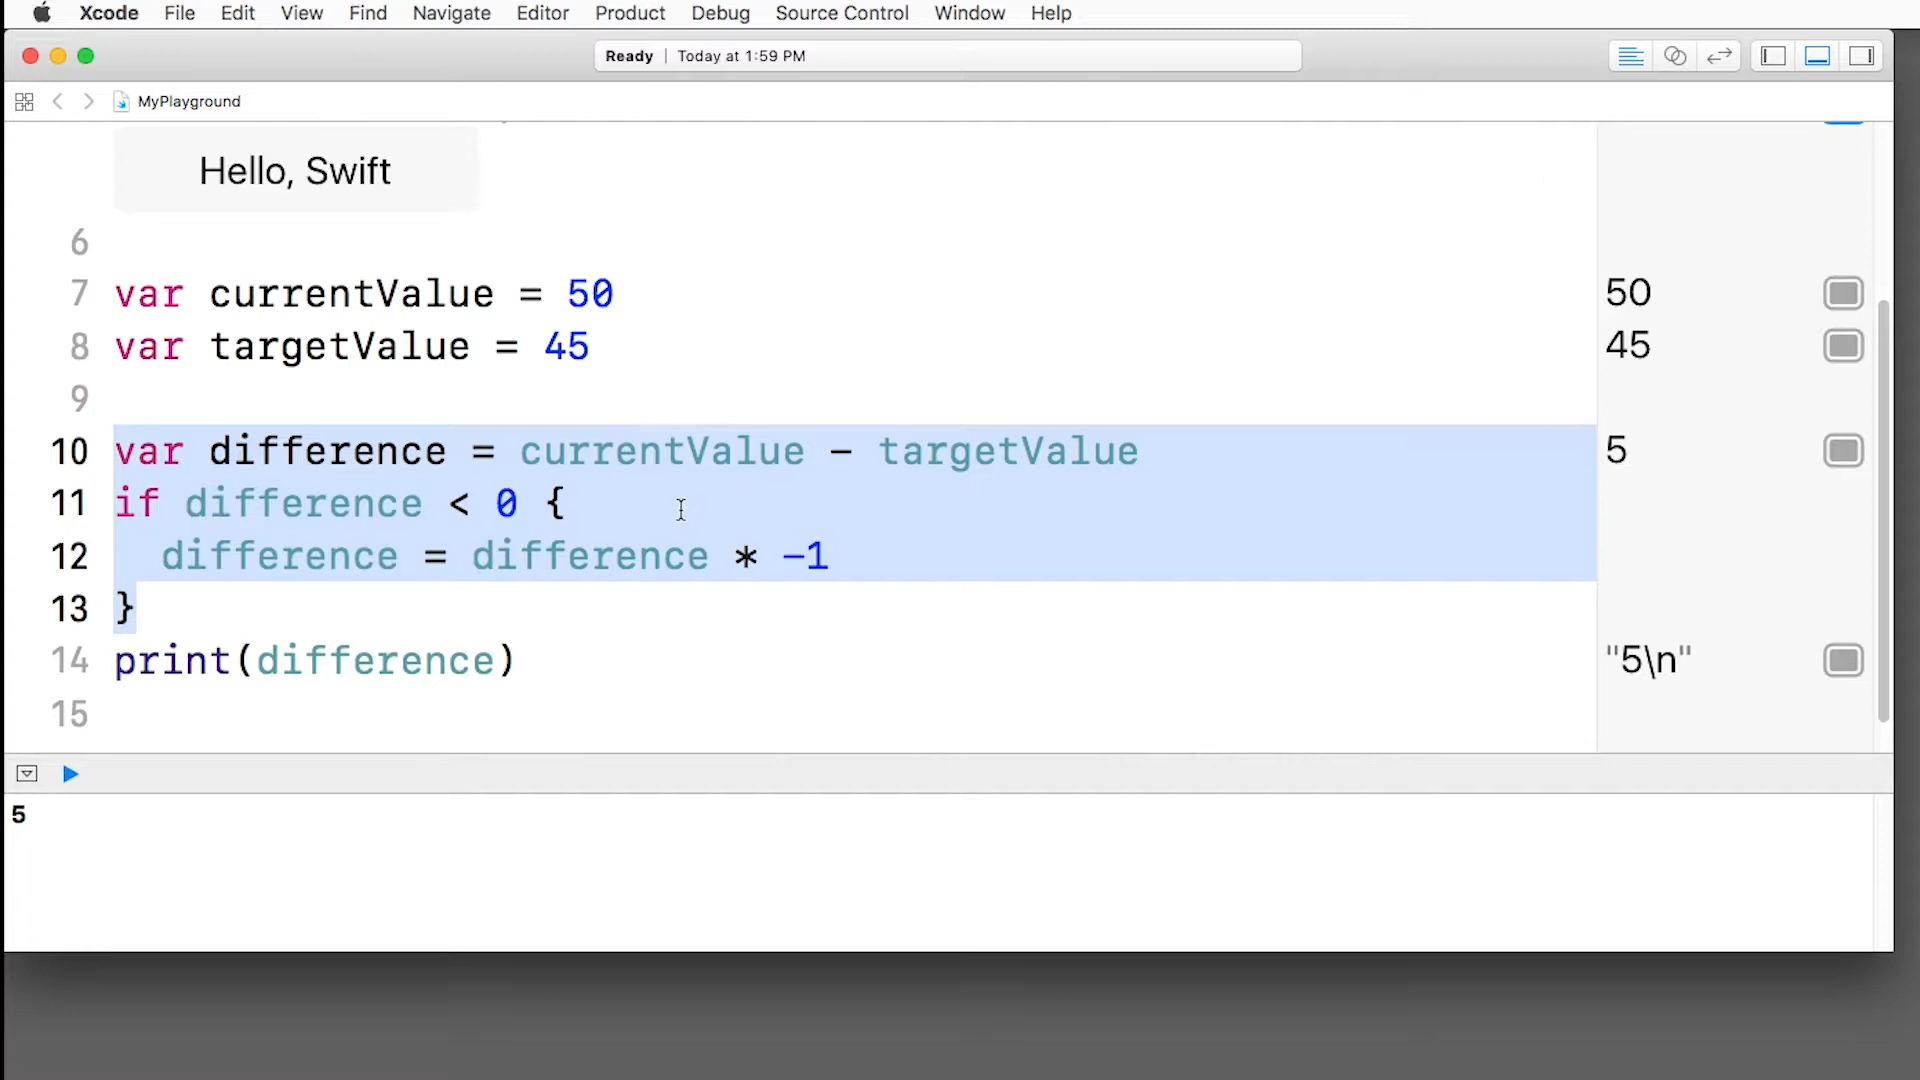 Xcode File Edit View Find Navigate Editor Product Debug Source Control Window Help
Ready | Today at 1:59 PM
MyPlayground
Hello, Swift
6
7 var currentValue = 50 50
8 var targetValue = 45 45
9
10 var difference = currentValue - targetValue 5
11 if difference < 0 {
12 difference = difference * -1
13 }
14 print(difference) "5\n"
15
5